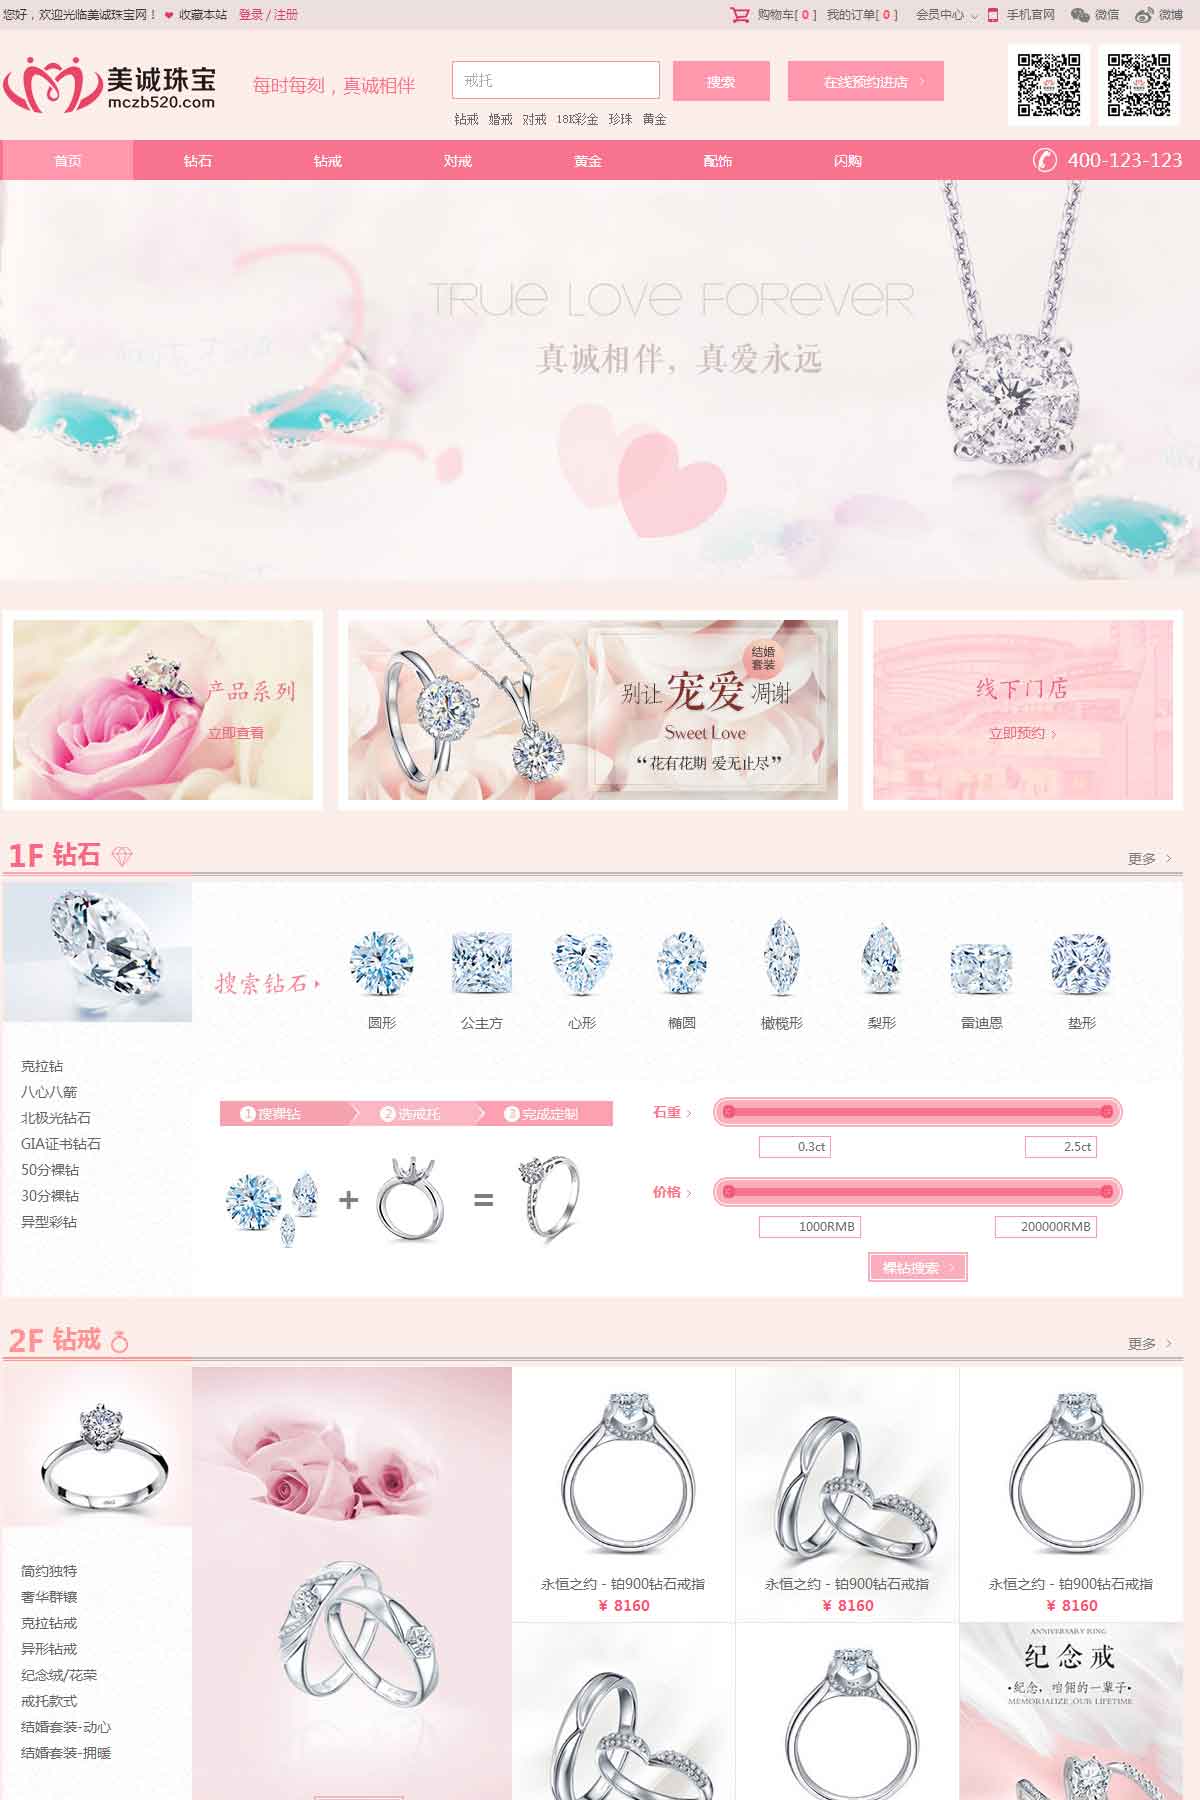 您好，欢迎光临美诚珠宝网！ ❤ 收藏本站 登录 / 注册 购物车[ 0 ] 我的订单[ 0 ] 会员中心 手机官网 微信 微博
美诚珠宝
mczb520.com
每时每刻，真诚相伴
戒托 搜索 在线预约进店 >
钻戒 婚戒 对戒 18K彩金 珍珠 黄金
首页 钻石 钻戒 对戒 黄金 配饰 闪购 400-123-123
TRUE LOVE FOREVER
真诚相伴，真爱永远
产品系列
立即查看
结婚
套装
别让宠爱凋谢
Sweet Love
“花有花期 爱无止尽”
线下门店
立即预约 >
1F 钻石 更多 >
搜索钻石
圆形 公主方 心形 椭圆 橄榄形 梨形 雷迪恩 垫形
克拉钻
八心八箭
北极光钻石
GIA证书钻石
50分裸钻
30分裸钻
异型彩钻
1 搜裸钻 2 选戒托 3 完成定制
+ =
石重 >
0.3ct 2.5ct
价格 >
1000RMB 200000RMB
裸钻搜索 >
2F 钻戒 更多 >
简约独特
奢华群镶
克拉钻戒
异形钻戒
纪念绒/花荣
戒托款式
结婚套装-动心
结婚套装-拥暖
永恒之约 - 铂900钻石戒指 永恒之约 - 铂900钻石戒指 永恒之约 - 铂900钻石戒指
¥ 8160 ¥ 8160 ¥ 8160
ANNIVERSARY RING
纪念戒
·纪念，咱俩的一辈子·
MEMORIALIZE ,OUR LIFETIME